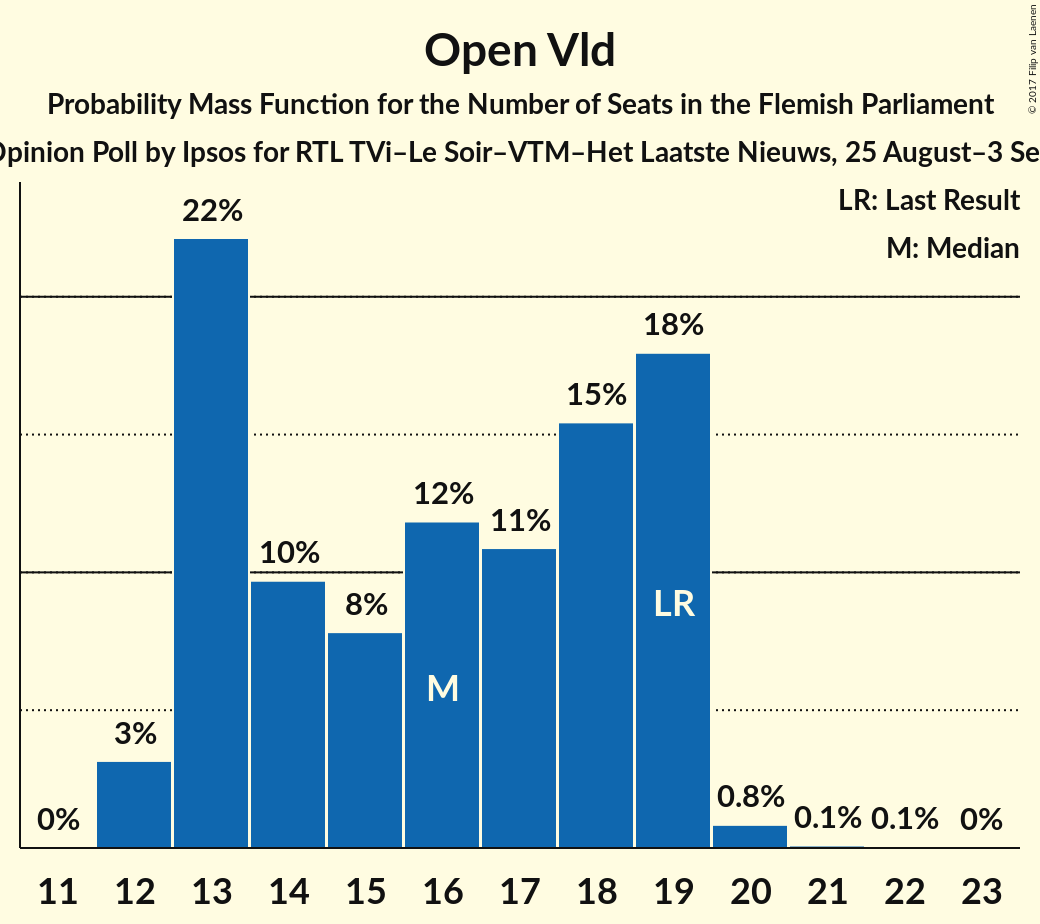 Open Vld
Probability Mass Function for the Number of Seats in the Flemish Parliament
Opinion Poll by Ipsos for RTL TVi–Le Soir–VTM–Het Laatste Nieuws, 25 August–3 Se
© 2017 Filip van Laenen
LR: Last Result
M: Median
22%
18%
15%
12%
11%
10%
8%
LR
M
3%
0%
0.8%
0.1%
0.1%
0%
11 12 13 14 15 16 17 18 19 20 21 22 23